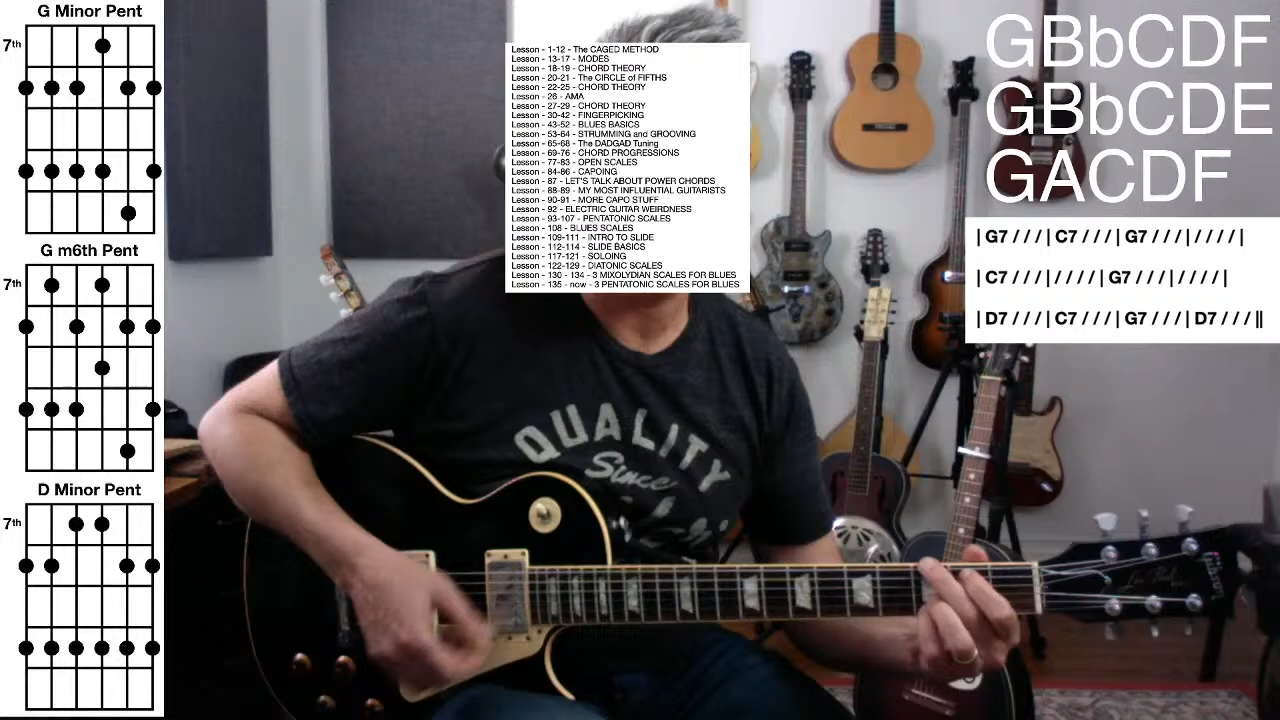 G Minor Pent
7th
G m6th Pent
7th
D Minor Pent
7th
Lesson - 1-12 - The CAGED METHOD
Lesson - 13-17 - MODES
Lesson - 18-19 - CHORD THEORY
Lesson - 20-21 - The CIRCLE of FIFTHS
Lesson - 22-25 - CHORD THEORY
Lesson - 26 - AMA
Lesson - 27-29 - CHORD THEORY
Lesson - 30-42 - FINGERPICKING
Lesson - 43-52 - BLUES BASICS
Lesson - 53-64 - STRUMMING and GROOVING
Lesson - 65-68 - The DADGAD Tuning
Lesson - 69-76 - CHORD PROGRESSIONS
Lesson - 77-83 - OPEN SCALES
Lesson - 84-86 - CAPOING
Lesson - 87 - LET'S TALK ABOUT POWER CHORDS
Lesson - 88-89 - MY MOST INFLUENTIAL GUITARISTS
Lesson - 90-91 - MORE CAPO STUFF
Lesson - 92 - ELECTRIC GUITAR WEIRDNESS
Lesson - 93-107 - PENTATONIC SCALES
Lesson - 108 - BLUES SCALES
Lesson - 109-111 - INTRO TO SLIDE
Lesson - 112-114 - SLIDE BASICS
Lesson - 117-121 - SOLOING
Lesson - 122-129 - DIATONIC SCALES
Lesson - 130 - 134 - 3 MIXOLYDIAN SCALES FOR BLUES
Lesson - 135 - now - 3 PENTATONIC SCALES FOR BLUES
GBbCDF
GBbCDE
GACDF
| G7 / / / | C7 / / / | G7 / / / | / / / / |
| C7 / / / | / / / / | G7 / / / | / / / / |
| D7 / / / | C7 / / / | G7 / / / | D7 / / / ||
QUALITY
Since